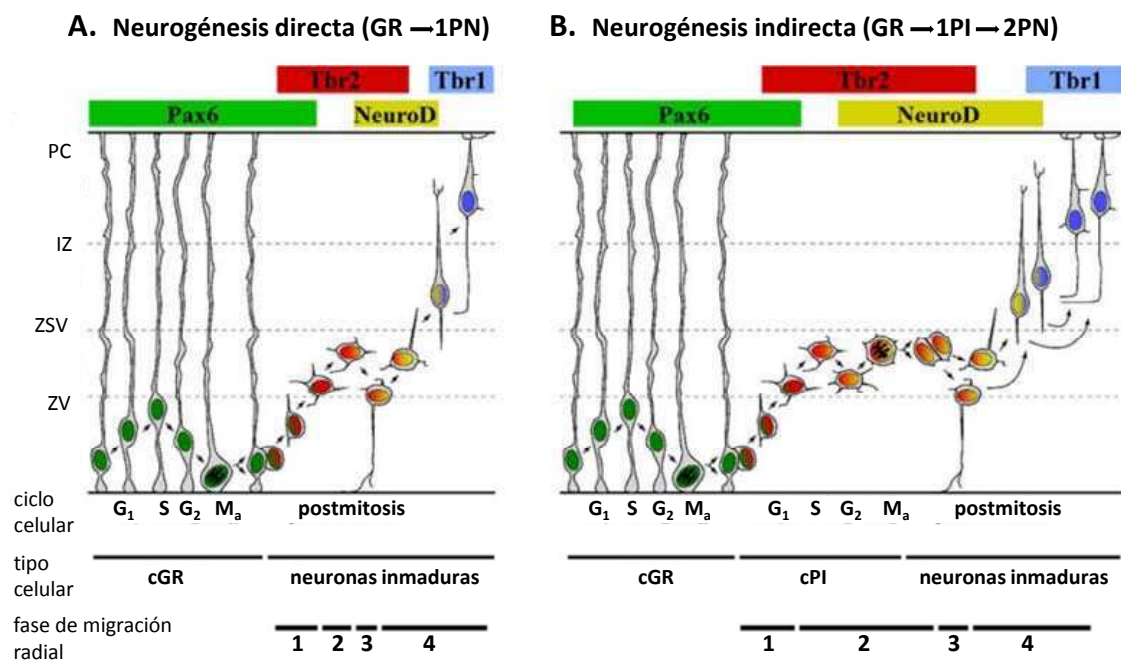 A. Neurogénesis directa (GR → 1PN)
B. Neurogénesis indirecta (GR → 1PI → 2PN)
Tbr2 Tbr1
Pax6 NeuroD
Tbr2 Tbr1
Pax6 NeuroD
PC
IZ
ZSV
ZV
ciclo celular
G₁ S G₂ Mₐ postmitosis
G₁ S G₂ Mₐ G₁ S G₂ Mₐ postmitosis
tipo celular
cGR neuronas inmaduras
cGR cPI neuronas inmaduras
fase de migración radial
1 2 3 4
1 2 3 4